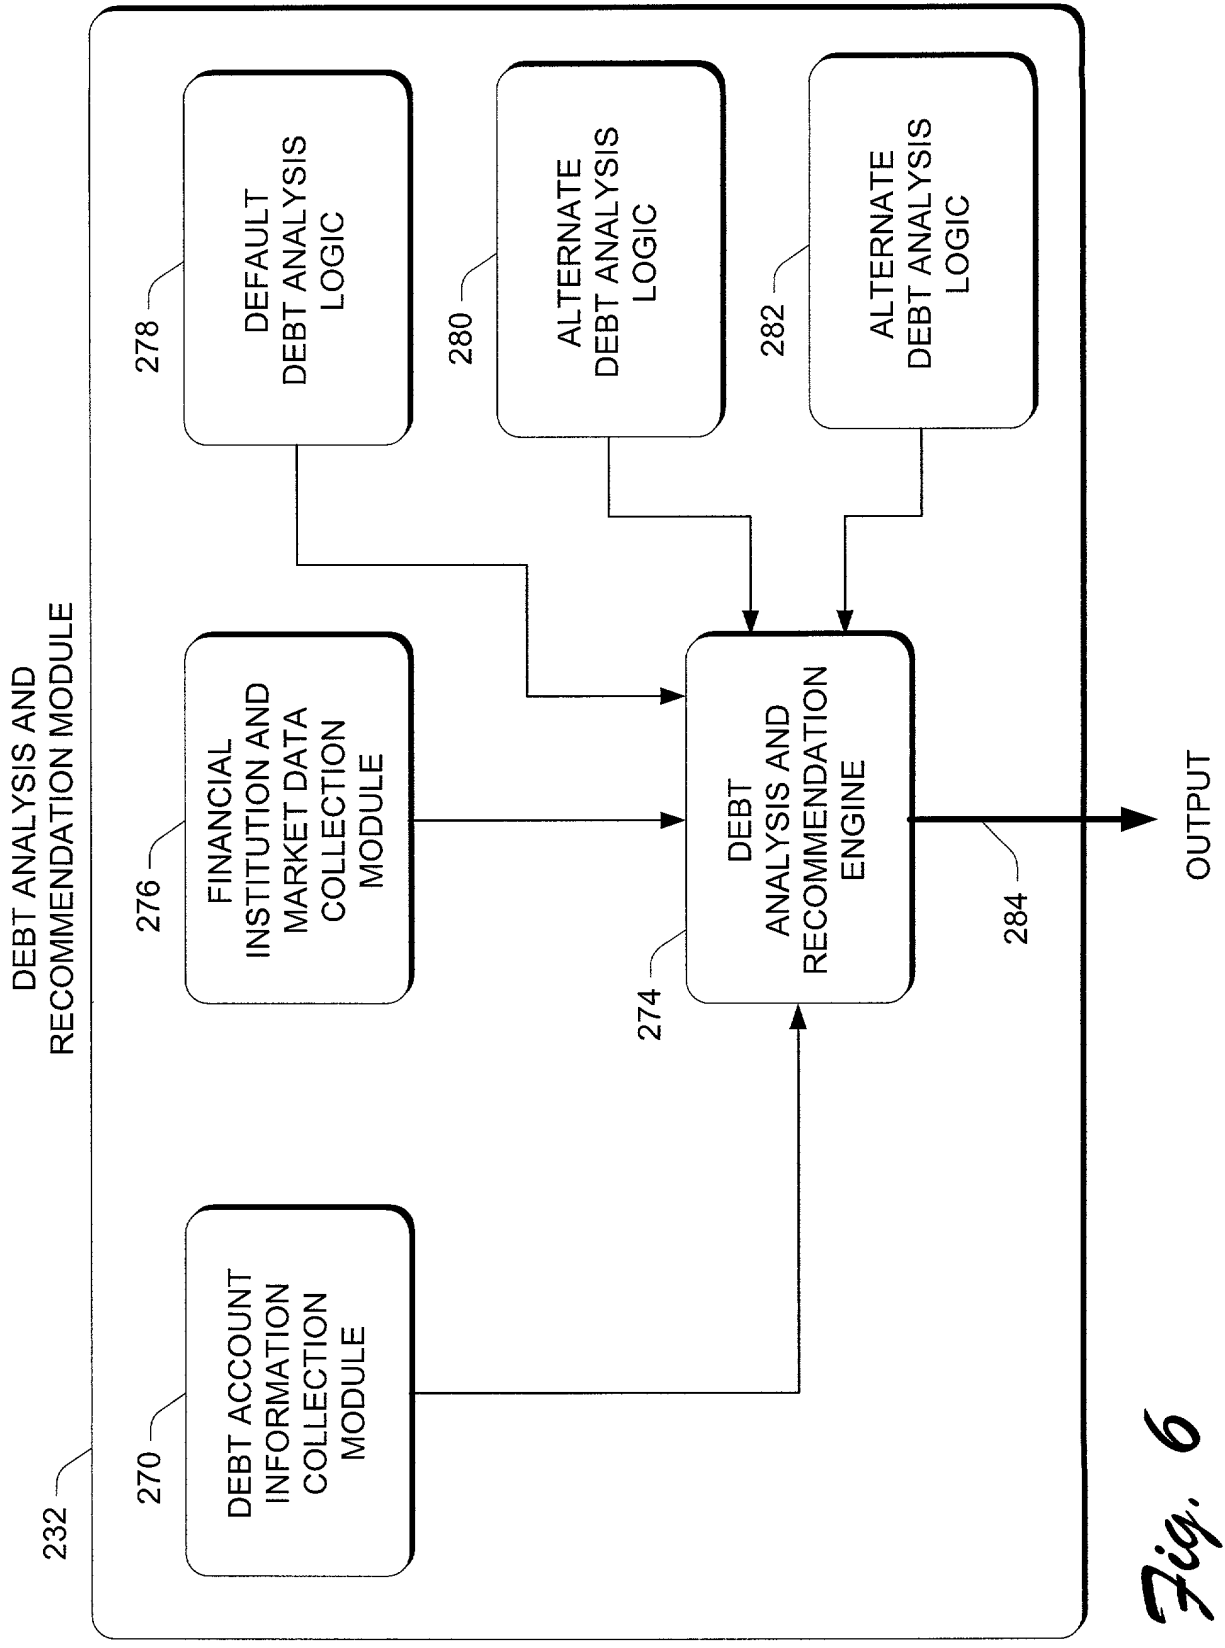 DEBT ANALYSIS AND
RECOMMENDATION MODULE
232
270
DEBT ACCOUNT
INFORMATION
COLLECTION
MODULE
276
FINANCIAL
INSTITUTION AND
MARKET DATA
COLLECTION
MODULE
278
DEFAULT
DEBT ANALYSIS
LOGIC
280
ALTERNATE
DEBT ANALYSIS
LOGIC
282
ALTERNATE
DEBT ANALYSIS
LOGIC
274
DEBT
ANALYSIS AND
RECOMMENDATION
ENGINE
284
OUTPUT
Fig. 6